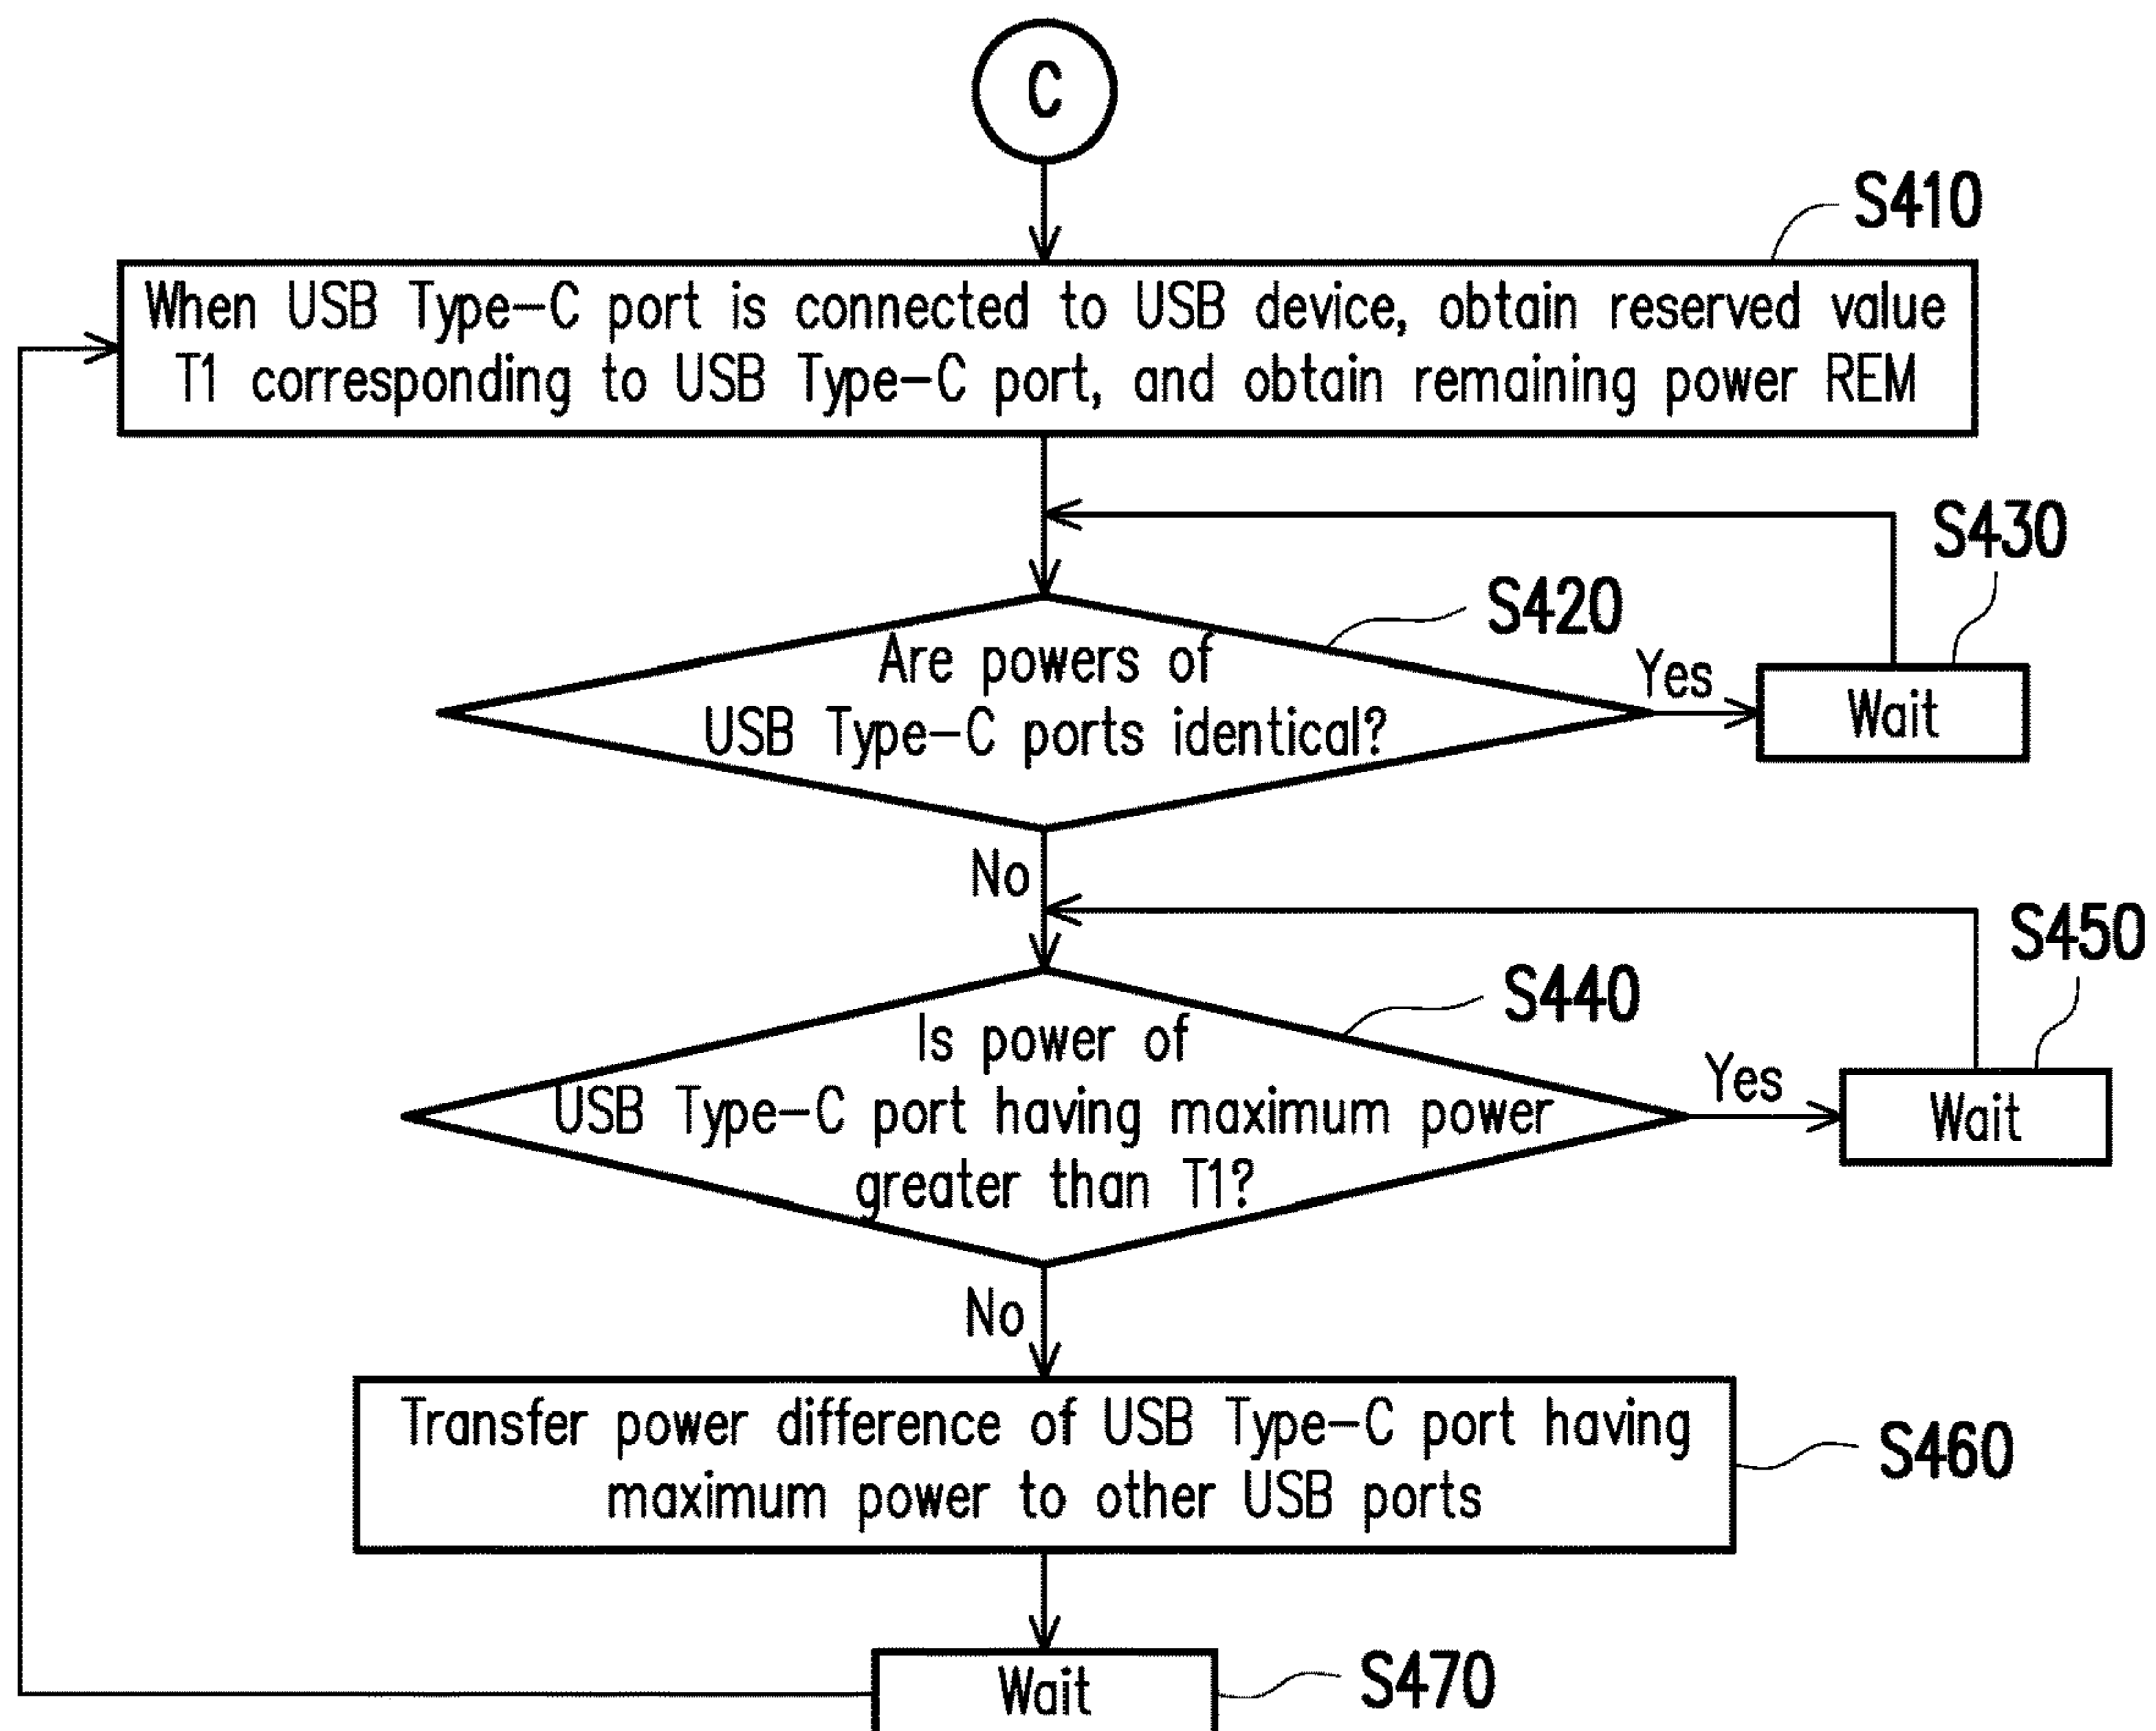 C
S410
When USB Type-C port is connected to USB device, obtain reserved value
T1 corresponding to USB Type-C port, and obtain remaining power REM
S430
S420
Are powers of
USB Type-C ports identical?
Yes
Wait
No
S450
S440
Is power of
USB Type-C port having maximum power
greater than T1?
Yes
Wait
No
Transfer power difference of USB Type-C port having
maximum power to other USB ports
S460
Wait
S470